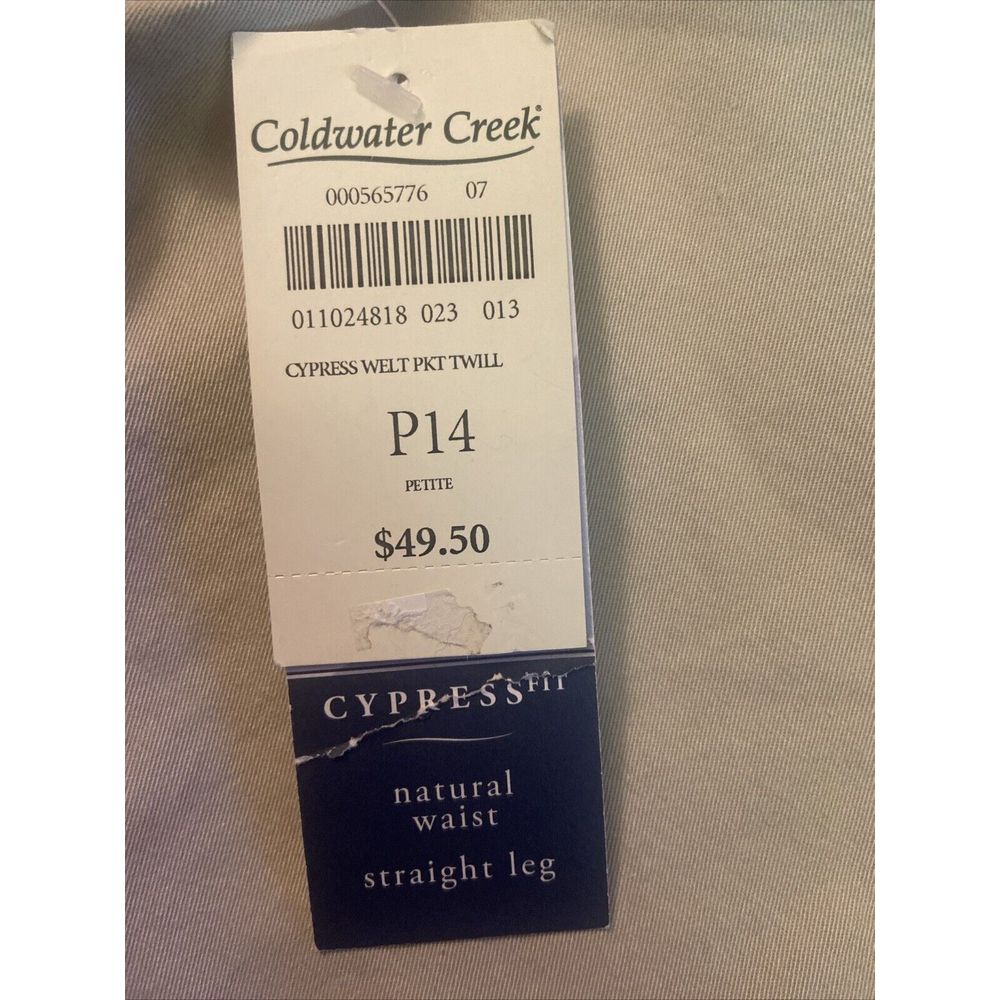 Coldwater Creek®
000565776 07
011024818 023 013
CYPRESS WELT PKT TWILL
P14
PETITE
$49.50
CYPRESS FIT
natural
waist
straight leg